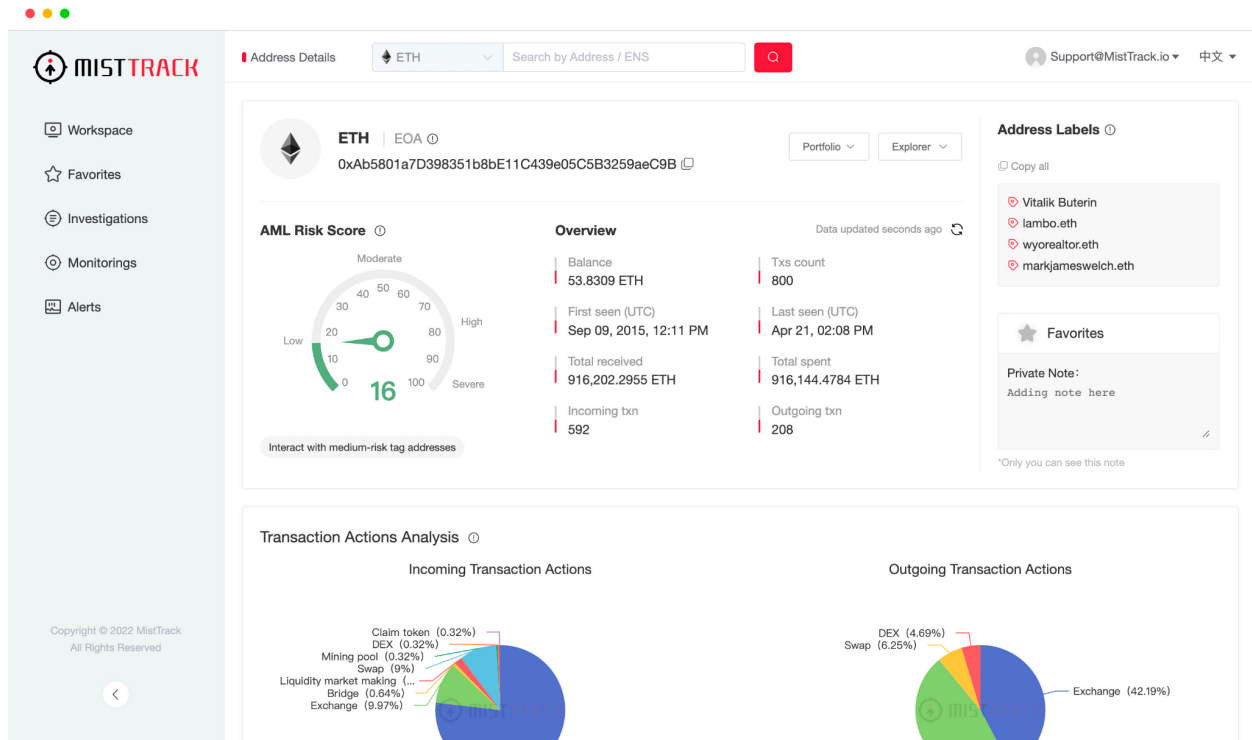 MISTTRACK
Address Details
ETH
Search by Address / ENS
Support@MistTrack.io
中文
Workspace
Favorites
Investigations
Monitorings
Alerts
Copyright © 2022 MistTrack
All Rights Reserved
ETH | EOA
0xAb5801a7D398351b8bE11C439e05C5B3259aeC9B
Portfolio
Explorer
AML Risk Score
Moderate
50
40
60
30
70
High
20
80
Low
10
90
0
100
Severe
16
Interact with medium-risk tag addresses
Overview
Data updated seconds ago
Balance
53.8309 ETH
Txs count
800
First seen (UTC)
Sep 09, 2015, 12:11 PM
Last seen (UTC)
Apr 21, 02:08 PM
Total received
916,202.2955 ETH
Total spent
916,144.4784 ETH
Incoming txn
592
Outgoing txn
208
Address Labels
Copy all
Vitalik Buterin
lambo.eth
wyorealtor.eth
markjameswelch.eth
Favorites
Private Note:
Adding note here
*Only you can see this note
Transaction Actions Analysis
Incoming Transaction Actions
Claim token (0.32%)
DEX (0.32%)
Mining pool (0.32%)
Swap (9%)
Liquidity market making (...
Bridge (0.64%)
Exchange (9.97%)
MISTTRACK
Outgoing Transaction Actions
DEX (4.69%)
Swap (6.25%)
Exchange (42.19%)
MISTTRACK